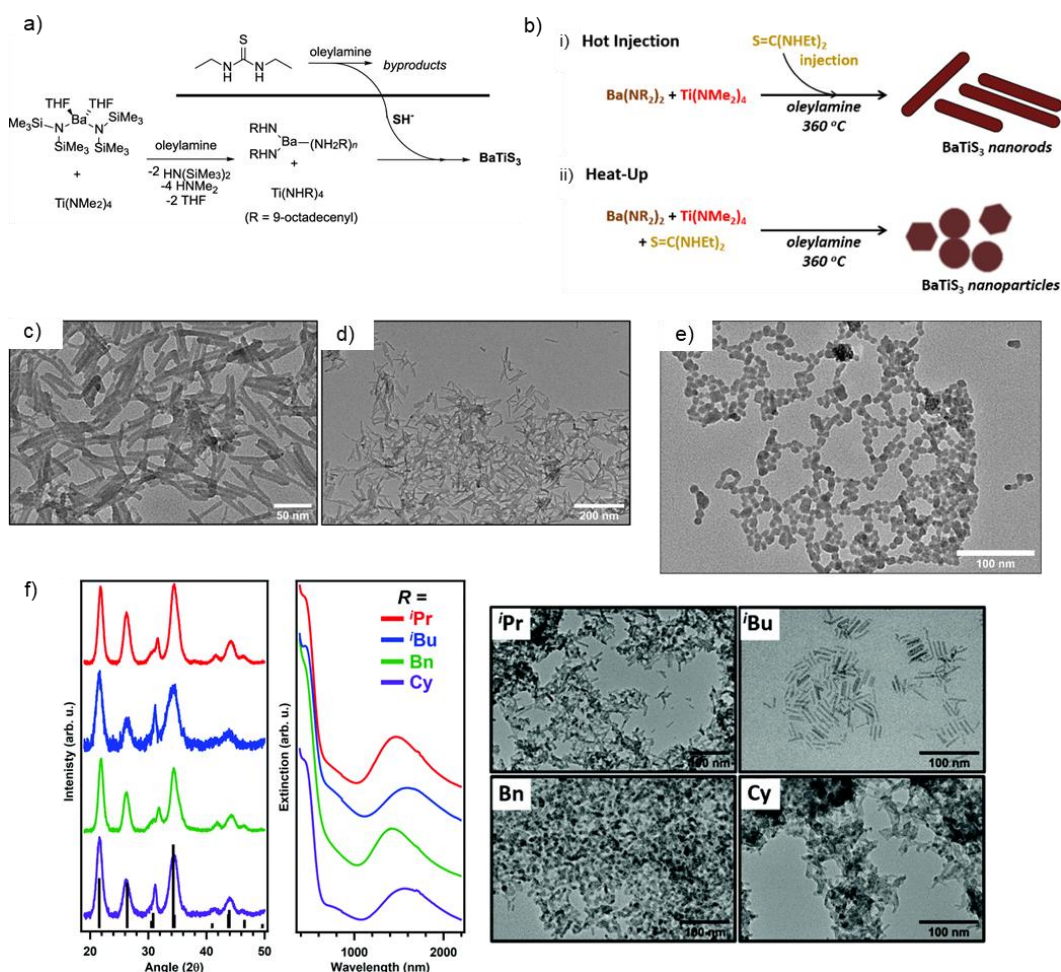 a)
S
N
H
N
H
oleylamine
byproducts
SH⁻
THF
THF
Me₃Si
Ba
SiMe₃
N
N
SiMe₃
SiMe₃
+
Ti(NMe₂)₄
oleylamine
-2 HN(SiMe₃)₂
-4 HNMe₂
-2 THF
RHN
Ba—(NH₂R)n
RHN
+
Ti(NHR)₄
(R = 9-octadecenyl)
BaTiS₃
b)
i) Hot Injection
S=C(NHEt)₂
injection
Ba(NR₂)₂ + Ti(NMe₂)₄
oleylamine
360 °C
BaTiS₃ nanorods
ii) Heat-Up
Ba(NR₂)₂ + Ti(NMe₂)₄
+ S=C(NHEt)₂
oleylamine
360 °C
BaTiS₃ nanoparticles
c)
50 nm
d)
200 nm
e)
100 nm
f)
Intenisty (arb. u.)
20 30 40 50
Angle (2θ)
Extinction (arb. u.)
R =
ⁱPr
ⁱBu
Bn
Cy
1000 2000
Wavelength (nm)
ⁱPr
100 nm
ⁱBu
100 nm
Bn
100 nm
Cy
100 nm